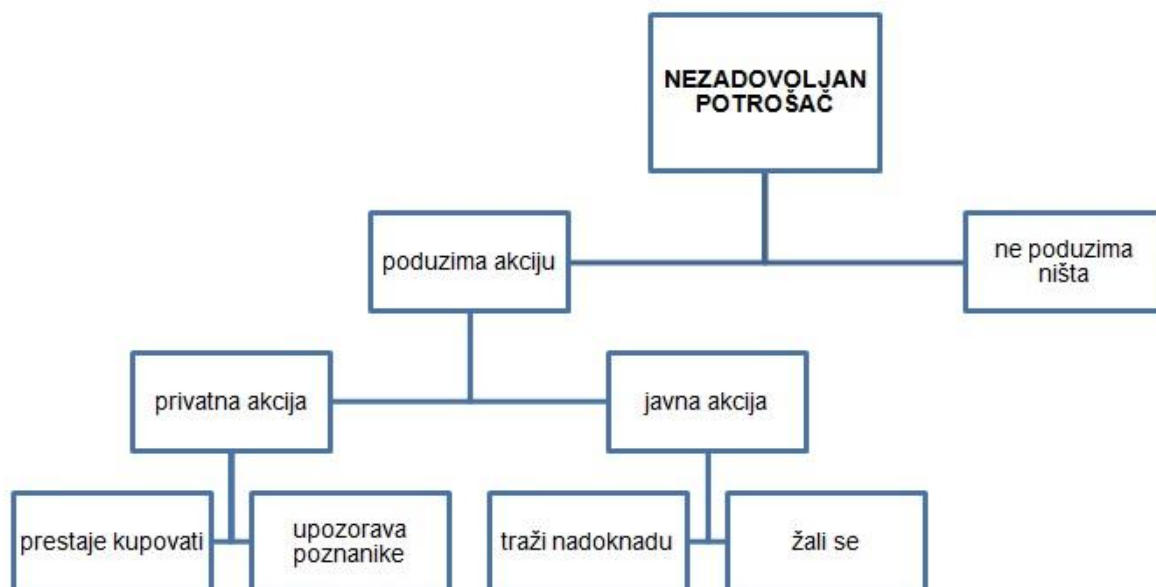 NEZADOVOLJAN
POTROŠAČ
poduzima akciju
ne poduzima
ništa
privatna akcija
javna akcija
prestaje kupovati
upozorava
poznanike
traži nadoknadu
žali se